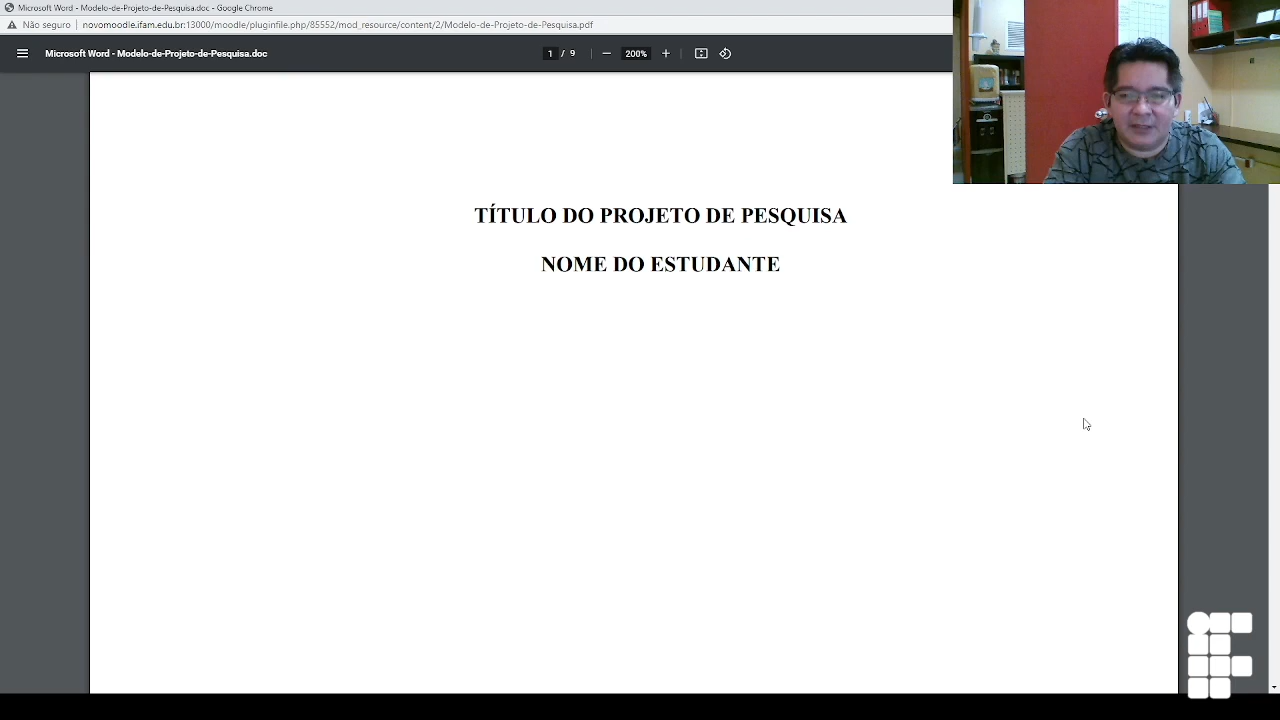 Microsoft Word - Modelo-de-Projeto-de-Pesquisa.doc - Google Chrome
Não seguro | novomoodle.ifam.edu.br:13000/moodle/pluginfile.php/85552/mod_resource/content/2/Modelo-de-Projeto-de-Pesquisa.pdf
Microsoft Word - Modelo-de-Projeto-de-Pesquisa.doc
1 / 9
200%
TÍTULO DO PROJETO DE PESQUISA
NOME DO ESTUDANTE